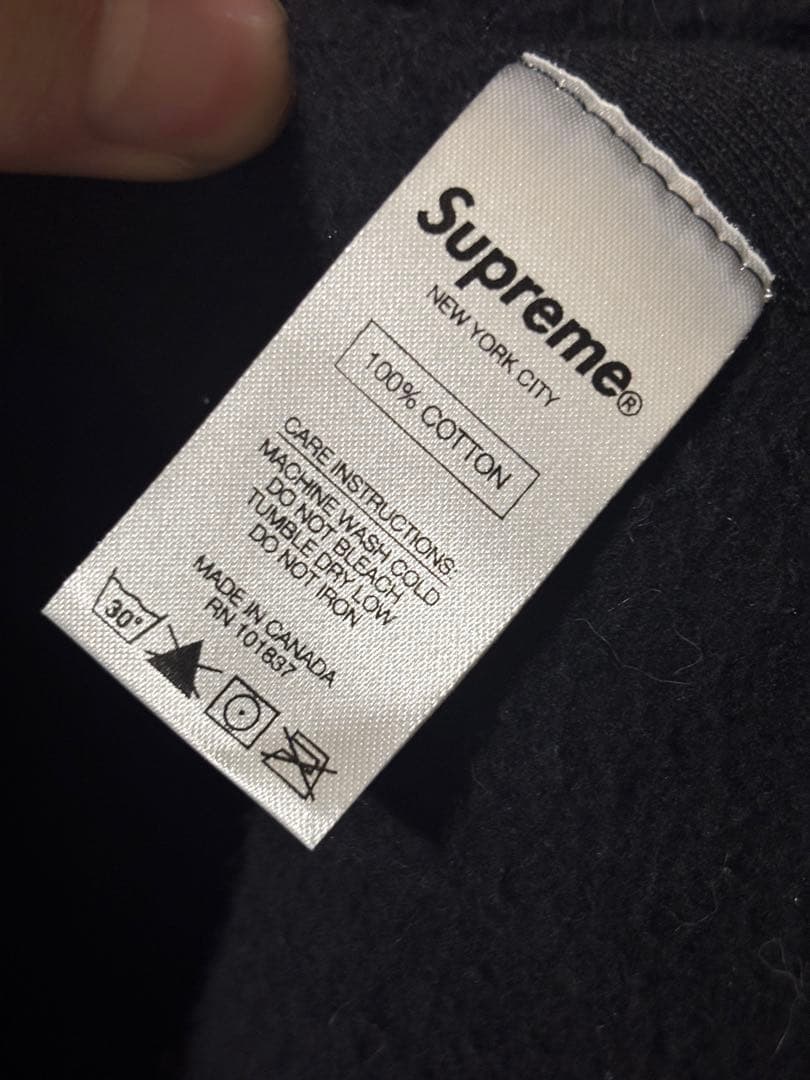 Supreme®
NEW YORK CITY
100% COTTON
CARE INSTRUCTIONS:
MACHINE WASH COLD
DO NOT BLEACH
TUMBLE DRY LOW
DO NOT IRON
MADE IN CANADA
RN 101837
30°